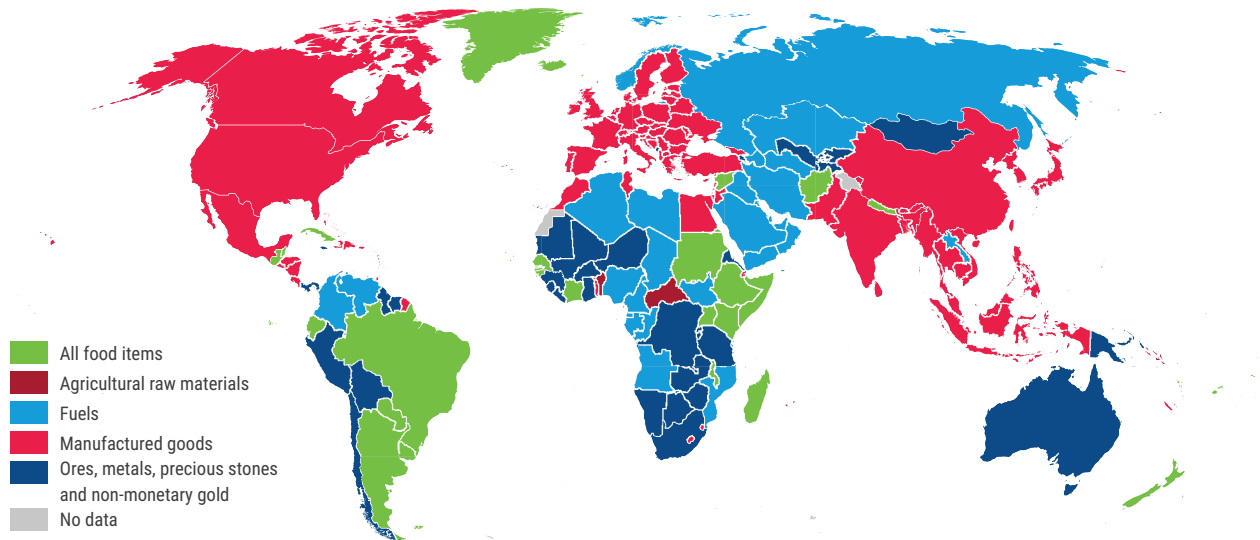 All food items
Agricultural raw materials
Fuels
Manufactured goods
Ores, metals, precious stones
and non-monetary gold
No data